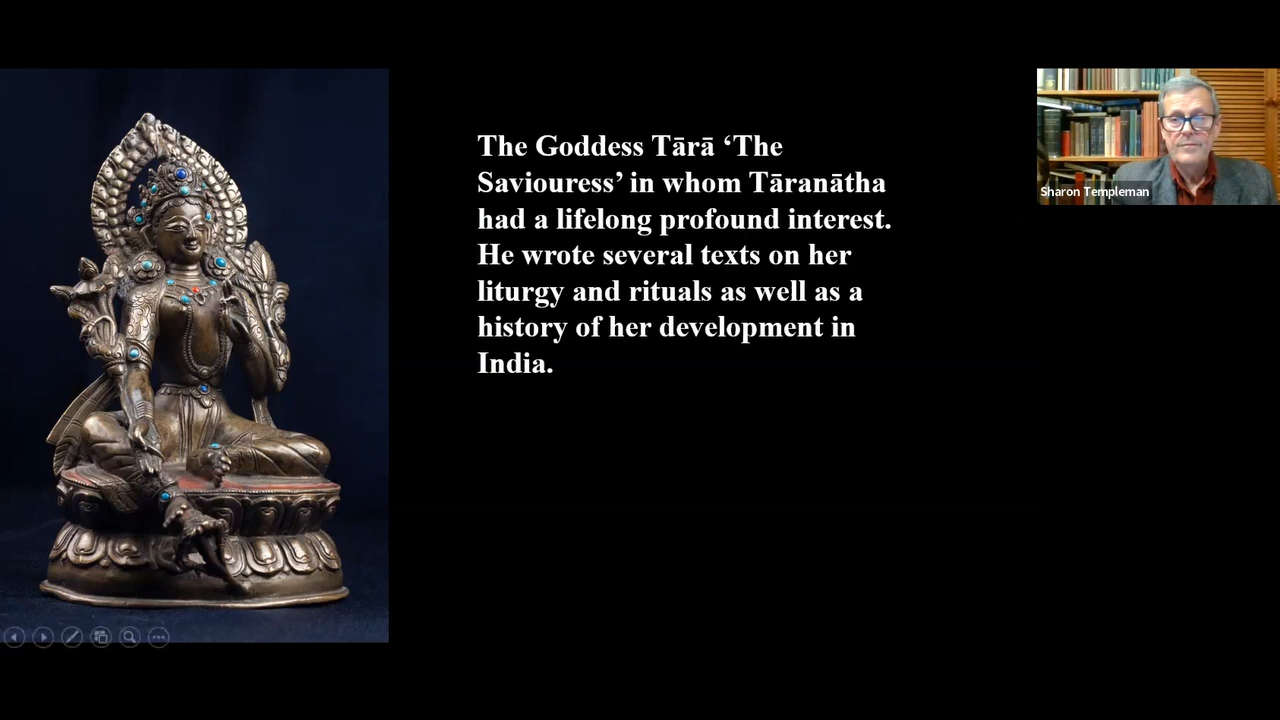 The Goddess Tārā ‘The
Saviouress’ in whom Tāranātha
had a lifelong profound interest.
He wrote several texts on her
liturgy and rituals as well as a
history of her development in
India.
Sharon Templeman